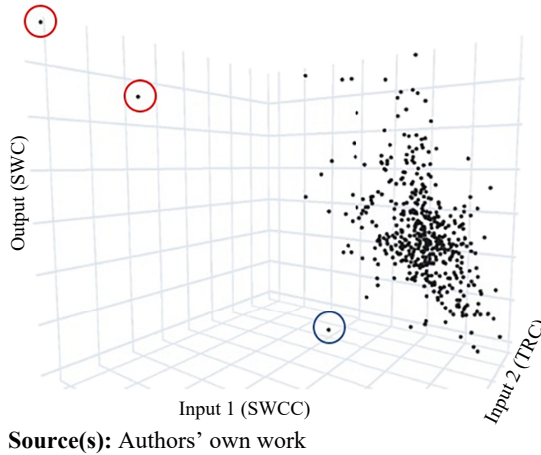 Output (SWC)
Input 1 (SWCC)
Input 2 (TRC)
Source(s): Authors’ own work